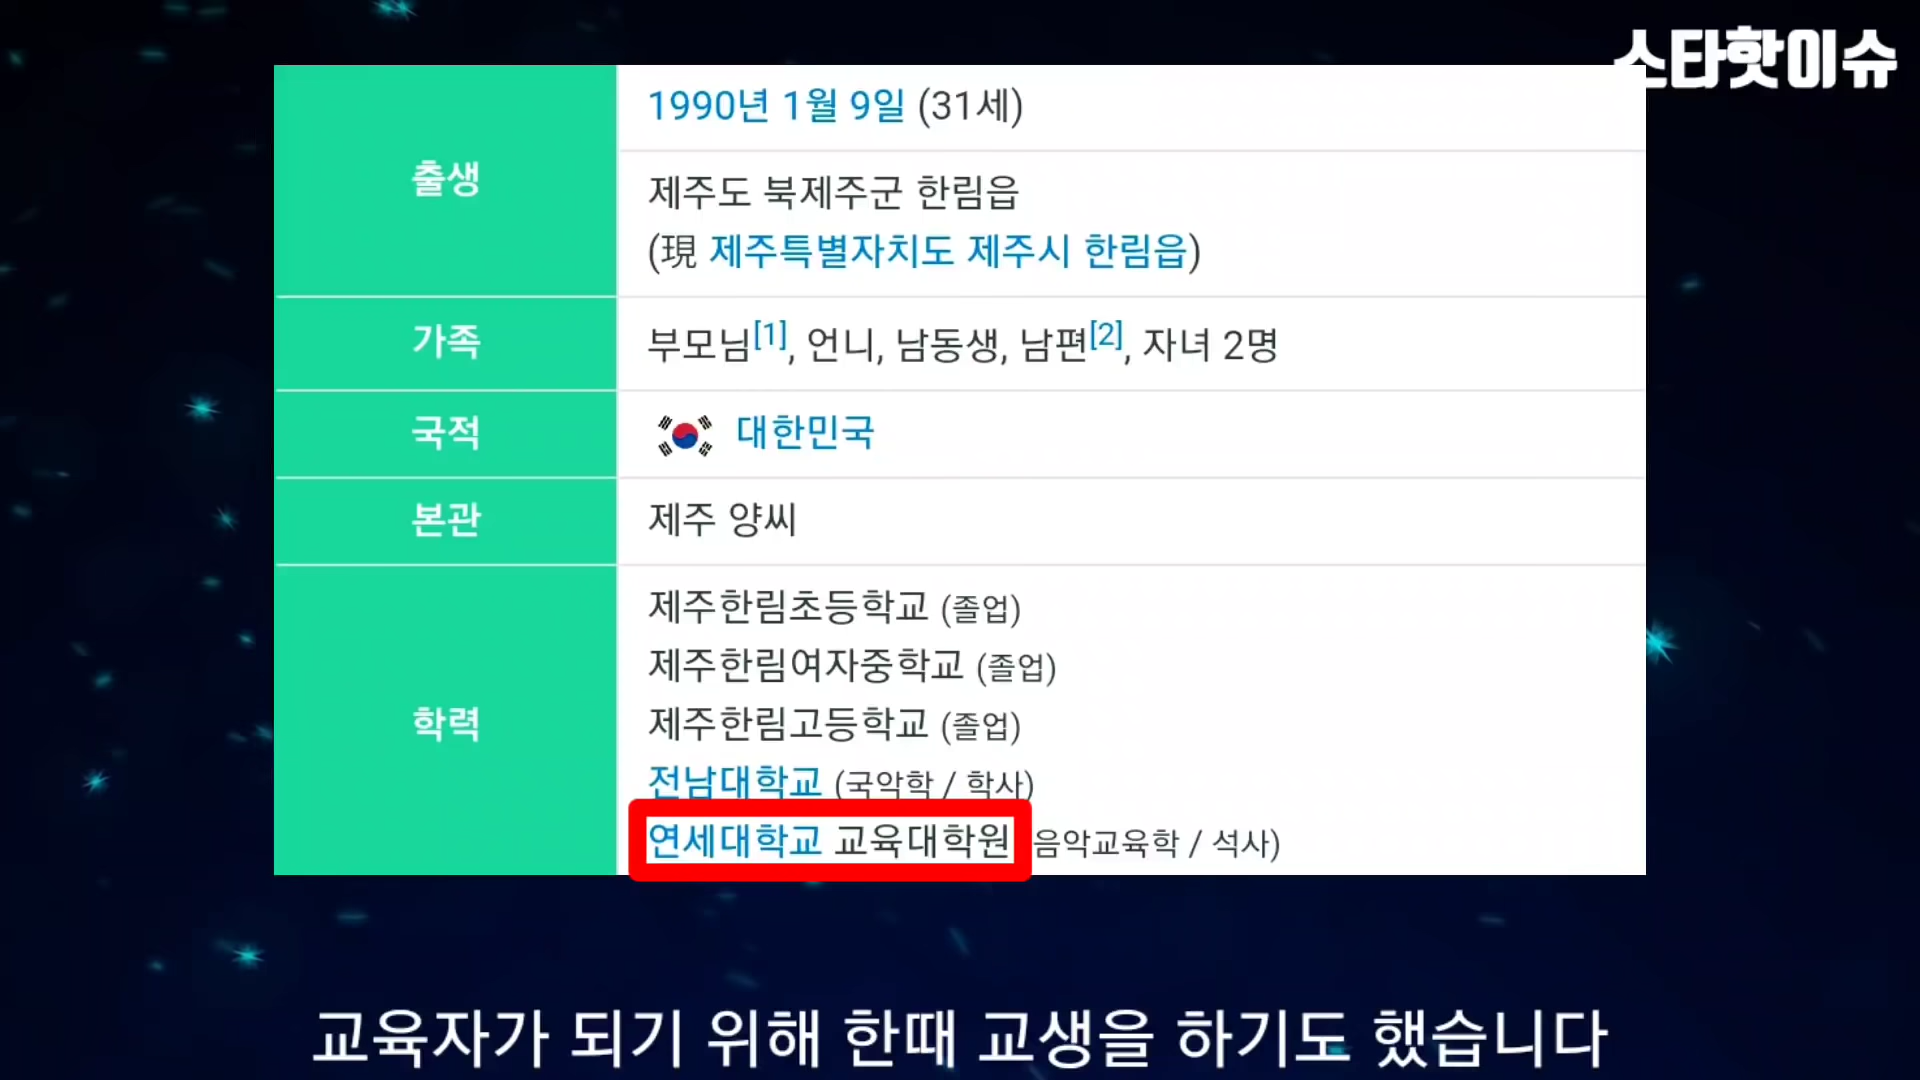 스타핫이슈
출생
1990년 1월 9일 (31세)
제주도 북제주군 한림읍
(現 제주특별자치도 제주시 한림읍)
가족
부모님[1], 언니, 남동생, 남편[2], 자녀 2명
국적
대한민국
본관
제주 양씨
학력
제주한림초등학교 (졸업)
제주한림여자중학교 (졸업)
제주한림고등학교 (졸업)
전남대학교 (국악학 / 학사)
연세대학교 교육대학원 음악교육학 / 석사)
교육자가 되기 위해 한때 교생을 하기도 했습니다